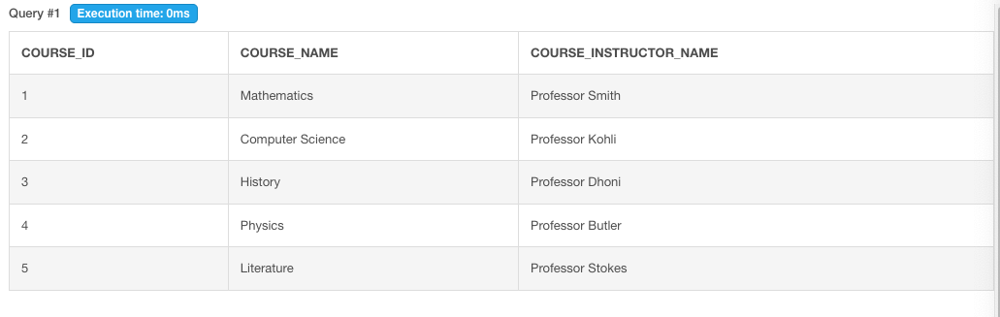 Query #1 Execution time: 0ms
COURSE_ID COURSE_NAME COURSE_INSTRUCTOR_NAME
1 Mathematics Professor Smith
2 Computer Science Professor Kohli
3 History Professor Dhoni
4 Physics Professor Butler
5 Literature Professor Stokes